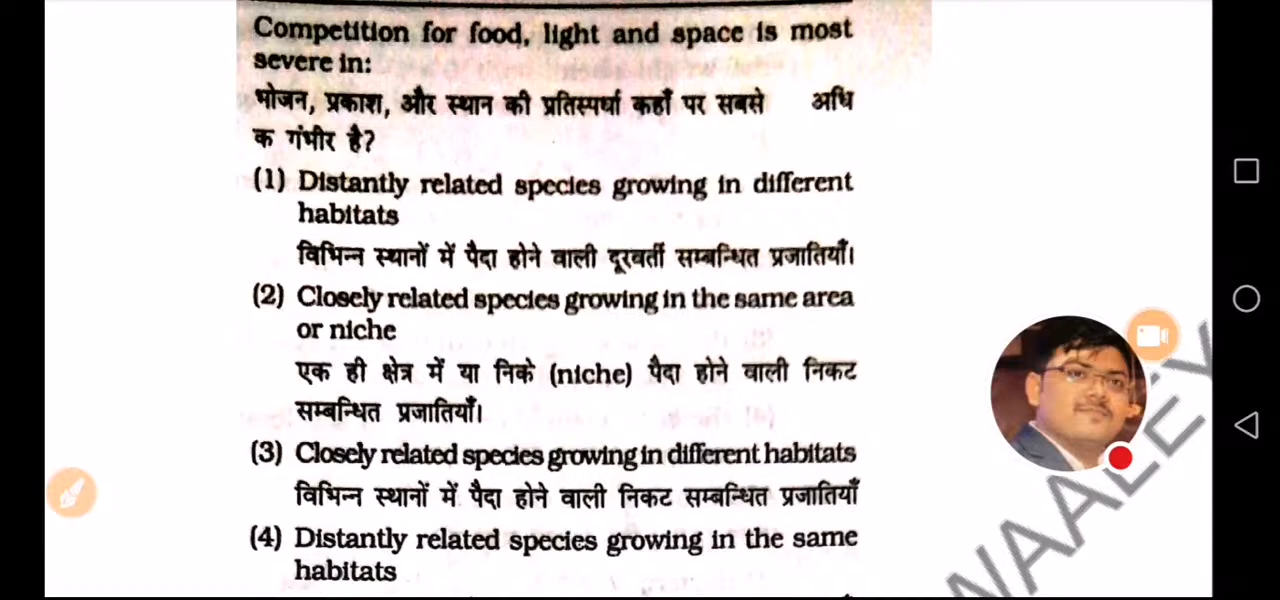 Competition for food, light and space is most
severe in:
भोजन, प्रकाश, और स्थान की प्रतिस्पर्धा कहाँ पर सबसे अधि
क गंभीर है?
(1) Distantly related species growing in different
habitats
विभिन्न स्थानों में पैदा होने वाली दूरवर्ती सम्बन्धित प्रजातियाँ।
(2) Closely related species growing in the same area
or niche
एक ही क्षेत्र में या निके (niche) पैदा होने वाली निकट
सम्बन्धित प्रजातियाँ।
(3) Closely related species growing in different habitats
विभिन्न स्थानों में पैदा होने वाली निकट सम्बन्धित प्रजातियाँ
(4) Distantly related species growing in the same
habitats